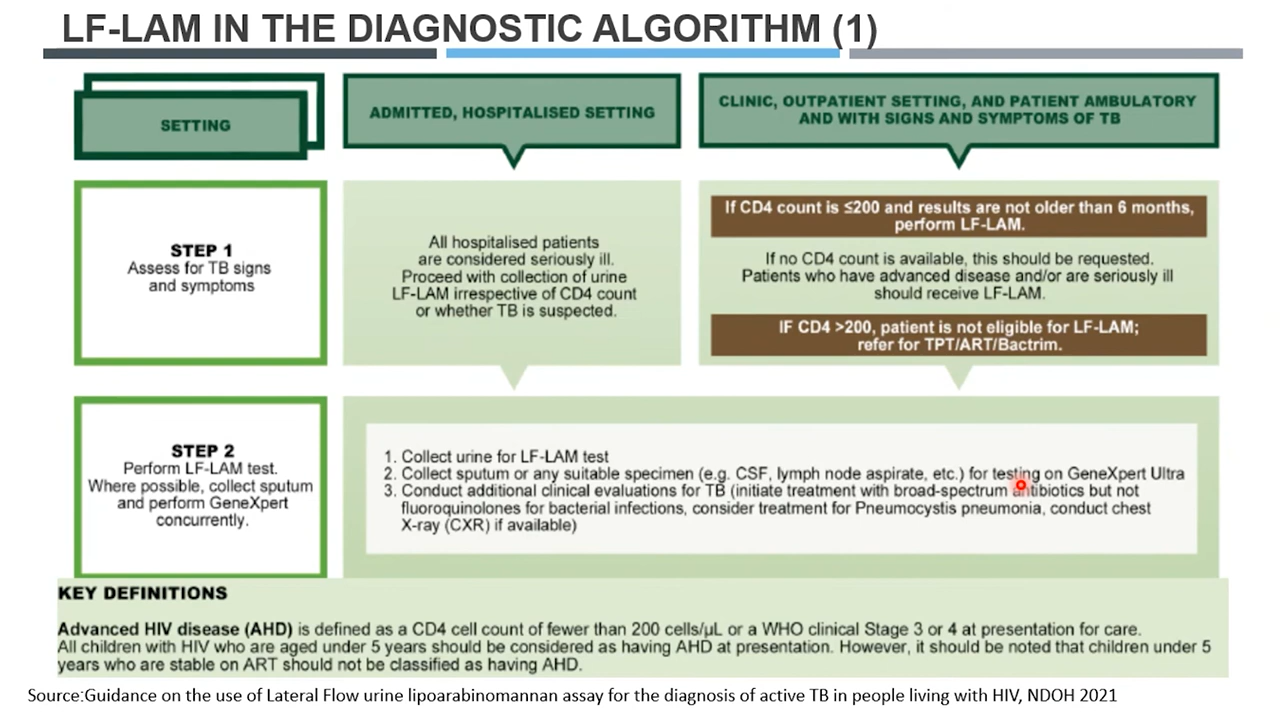 LF-LAM IN THE DIAGNOSTIC ALGORITHM (1)
SETTING
ADMITTED, HOSPITALISED SETTING
CLINIC, OUTPATIENT SETTING, AND PATIENT AMBULATORY
AND WITH SIGNS AND SYMPTOMS OF TB
STEP 1
Assess for TB signs
and symptoms
All hospitalised patients
are considered seriously ill.
Proceed with collection of urine
LF-LAM irrespective of CD4 count
or whether TB is suspected.
If CD4 count is ≤200 and results are not older than 6 months,
perform LF-LAM.
If no CD4 count is available, this should be requested.
Patients who have advanced disease and/or are seriously ill
should receive LF-LAM.
IF CD4 >200, patient is not eligible for LF-LAM;
refer for TPT/ART/Bactrim.
STEP 2
Perform LF-LAM test.
Where possible, collect sputum
and perform GeneXpert
concurrently.
1. Collect urine for LF-LAM test
2. Collect sputum or any suitable specimen (e.g. CSF, lymph node aspirate, etc.) for testing on GeneXpert Ultra
3. Conduct additional clinical evaluations for TB (initiate treatment with broad-spectrum antibiotics but not
fluoroquinolones for bacterial infections, consider treatment for Pneumocystis pneumonia, conduct chest
X-ray (CXR) if available)
KEY DEFINITIONS
Advanced HIV disease (AHD) is defined as a CD4 cell count of fewer than 200 cells/µL or a WHO clinical Stage 3 or 4 at presentation for care.
All children with HIV who are aged under 5 years should be considered as having AHD at presentation. However, it should be noted that children under 5
years who are stable on ART should not be classified as having AHD.
Source:Guidance on the use of Lateral Flow urine lipoarabinomannan assay for the diagnosis of active TB in people living with HIV, NDOH 2021